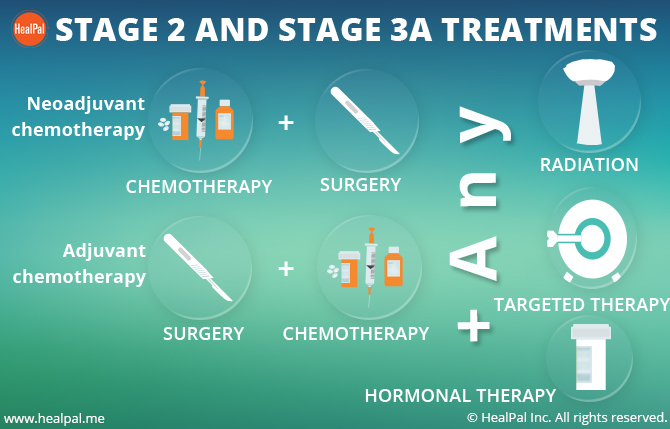 HealPal
STAGE 2 AND STAGE 3A TREATMENTS
Neoadjuvant
chemotherapy
+
CHEMOTHERAPY
SURGERY
Adjuvant
chemotherapy
+
SURGERY
CHEMOTHERAPY
+ Any
RADIATION
TARGETED THERAPY
HORMONAL THERAPY
www.healpal.me
© HealPal Inc. All rights reserved.